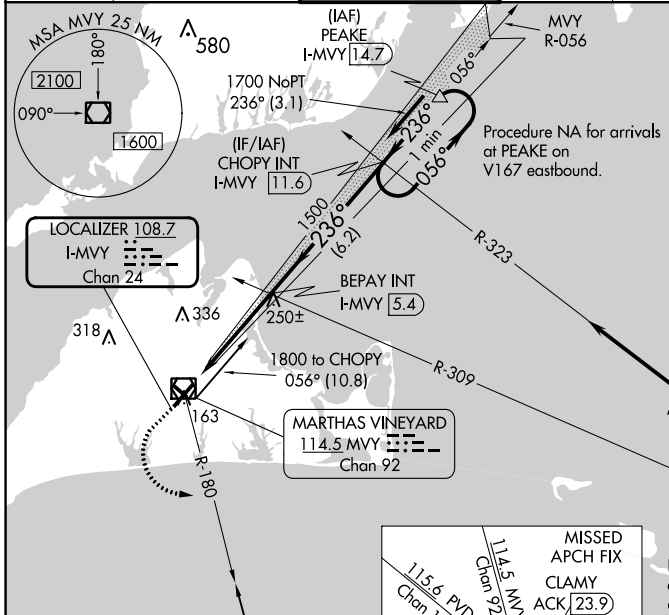 MSA MVY 25 NM
180°
2100
090°
1600
580
(IAF)
PEAKE
I-MVY 14.7
MVY
R-056
056°
1700 NoPT
236° (3.1)
236°
1 min
056°
Procedure NA for arrivals
at PEAKE on
V167 eastbound.
(IF/IAF)
CHOPY INT
I-MVY 11.6
1500
236°
(6.2)
R-323
LOCALIZER 108.7
I-MVY
Chan 24
BEPAY INT
I-MVY 5.4
250±
336
318
1800 to CHOPY
056° (10.8)
R-309
163
MARTHAS VINEYARD
114.5 MVY
Chan 92
R-180
MISSED
APCH FIX
CLAMY
ACK 23.9
114.5 MVY
Chan 92
115.6 PVD
Chan 1